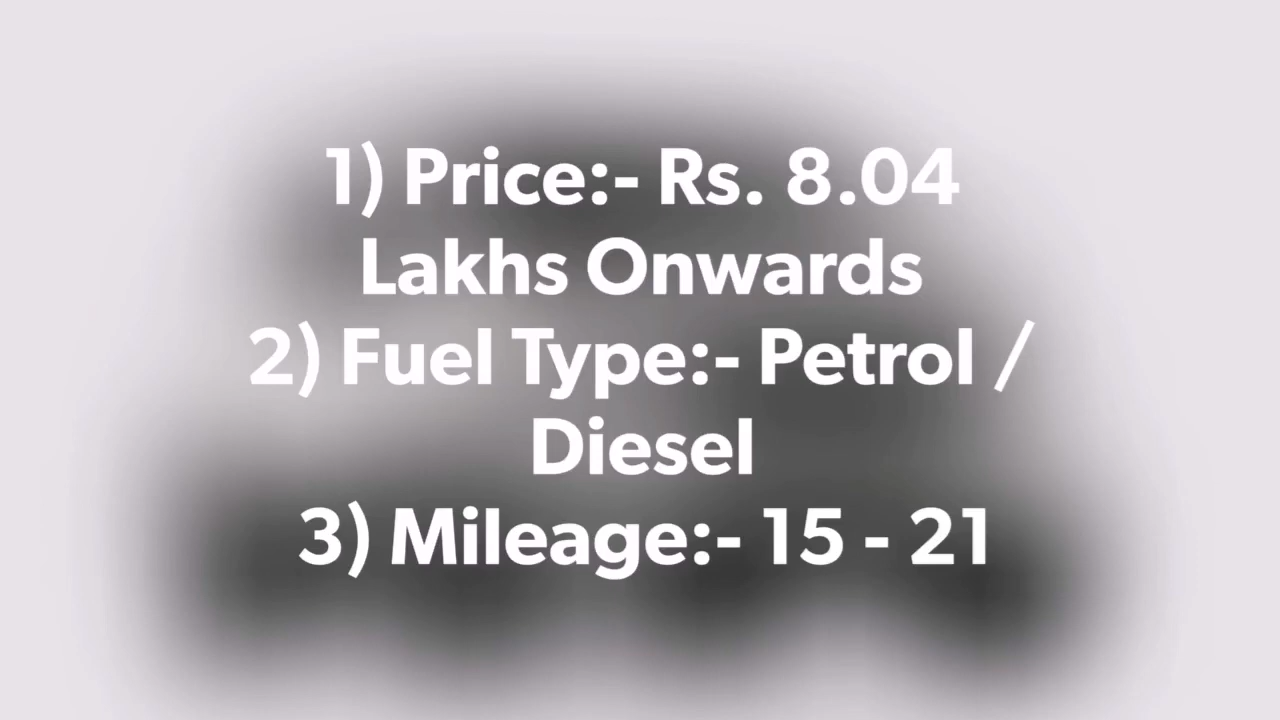 1) Price:- Rs. 8.04
Lakhs Onwards
2) Fuel Type:- Petrol /
Diesel
3) Mileage:- 15 - 21